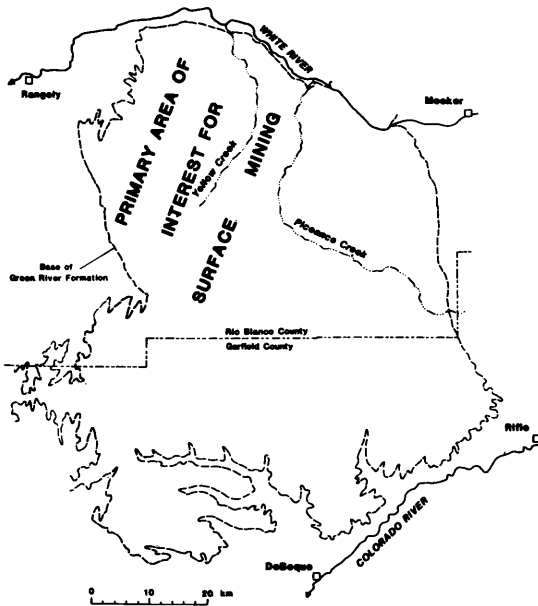 WHITE RIVER
Rangely
Meeker
PRIMARY AREA OF
INTEREST FOR
SURFACE MINING
Yellow Creek
Piceance Creek
Base of
Green River Formation
Rio Blanco County
Garfield County
Rifle
COLORADO RIVER
DeBeque
0 10 20 km